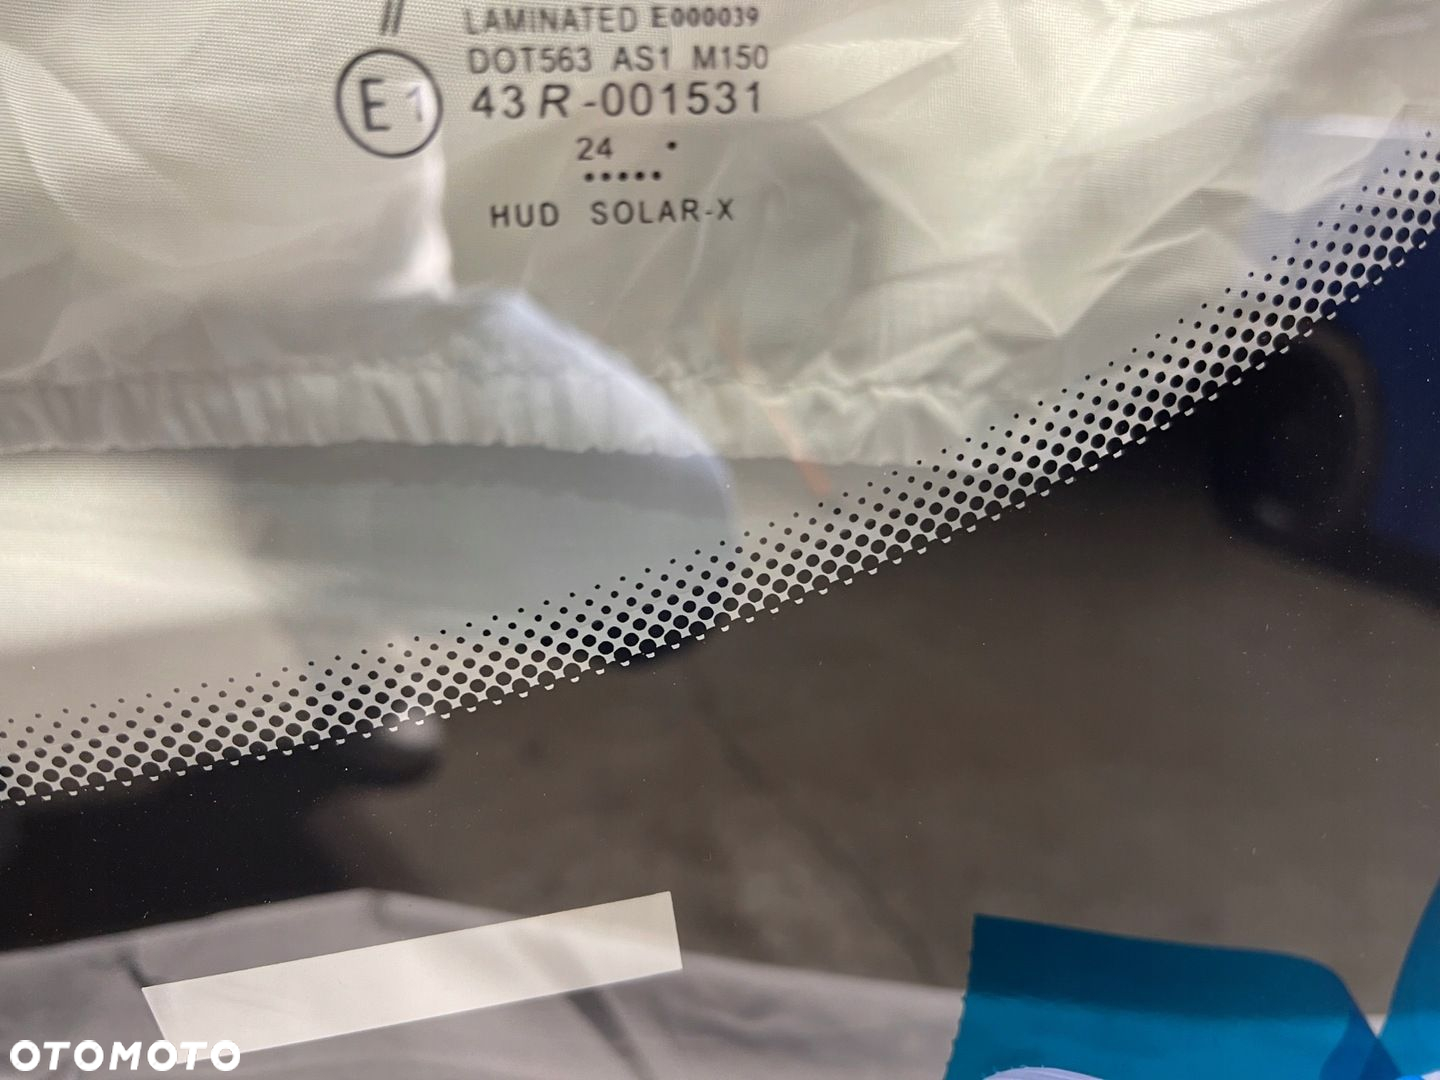 // LAMINATED E000039
DOT563 AS1 M150
E1 43R-001531
24 •
•••••
HUD SOLAR-X
OTOMOTO